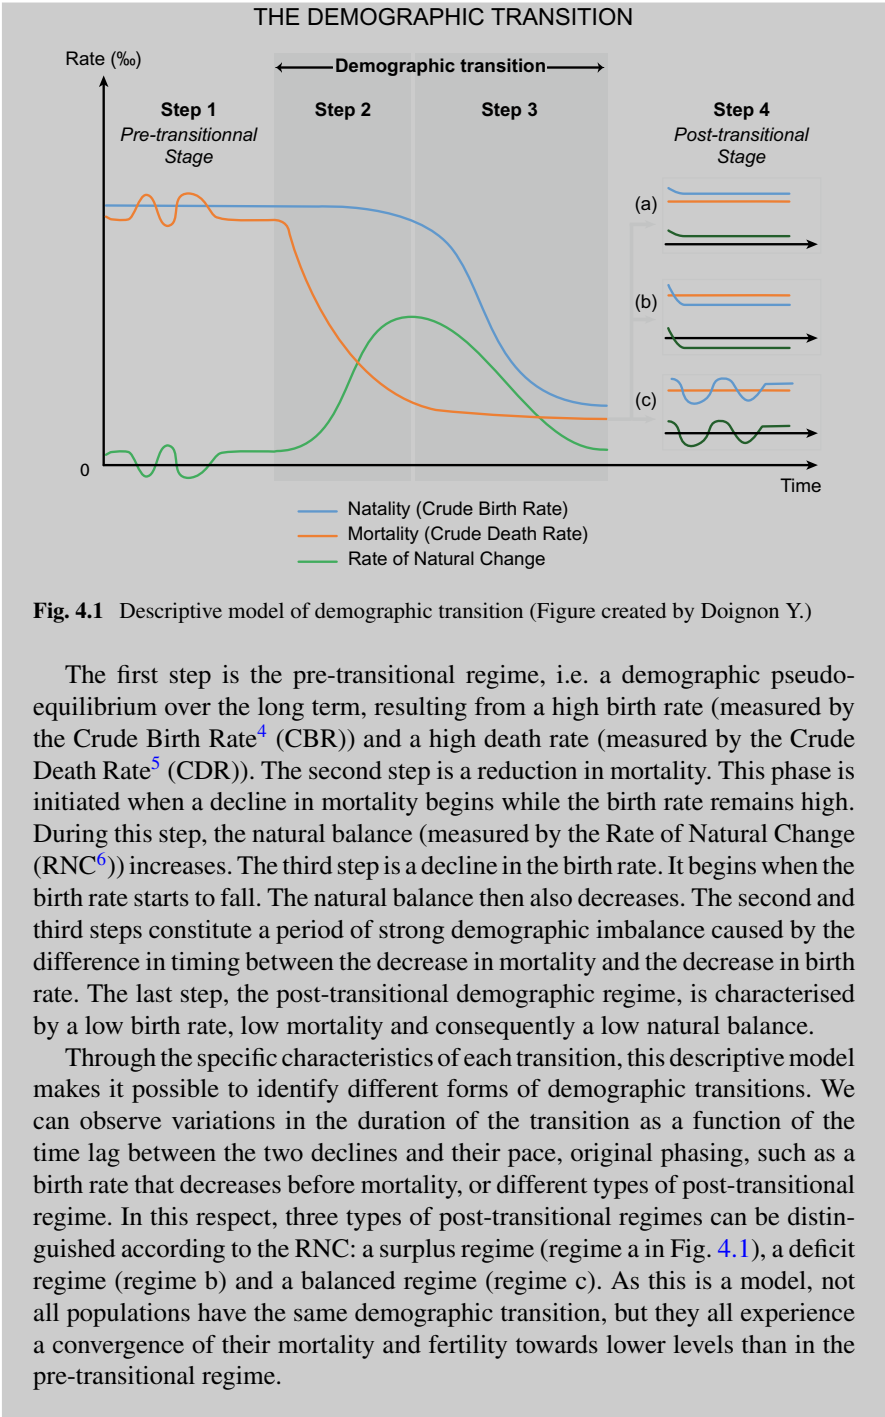 THE DEMOGRAPHIC TRANSITION
Rate (‰)
Demographic transition
Step 1
Pre-transitionnal
Stage
Step 2
Step 3
Step 4
Post-transitional
Stage
(a)
(b)
(c)
0
Time
Natality (Crude Birth Rate)
Mortality (Crude Death Rate)
Rate of Natural Change
Fig. 4.1 Descriptive model of demographic transition (Figure created by Doignon Y.)
The first step is the pre-transitional regime, i.e. a demographic pseudo-
equilibrium over the long term, resulting from a high birth rate (measured by
the Crude Birth Rate4 (CBR)) and a high death rate (measured by the Crude
Death Rate5 (CDR)). The second step is a reduction in mortality. This phase is
initiated when a decline in mortality begins while the birth rate remains high.
During this step, the natural balance (measured by the Rate of Natural Change
(RNC6)) increases. The third step is a decline in the birth rate. It begins when the
birth rate starts to fall. The natural balance then also decreases. The second and
third steps constitute a period of strong demographic imbalance caused by the
difference in timing between the decrease in mortality and the decrease in birth
rate. The last step, the post-transitional demographic regime, is characterised
by a low birth rate, low mortality and consequently a low natural balance.
Through the specific characteristics of each transition, this descriptive model
makes it possible to identify different forms of demographic transitions. We
can observe variations in the duration of the transition as a function of the
time lag between the two declines and their pace, original phasing, such as a
birth rate that decreases before mortality, or different types of post-transitional
regime. In this respect, three types of post-transitional regimes can be distin-
guished according to the RNC: a surplus regime (regime a in Fig. 4.1), a deficit
regime (regime b) and a balanced regime (regime c). As this is a model, not
all populations have the same demographic transition, but they all experience
a convergence of their mortality and fertility towards lower levels than in the
pre-transitional regime.